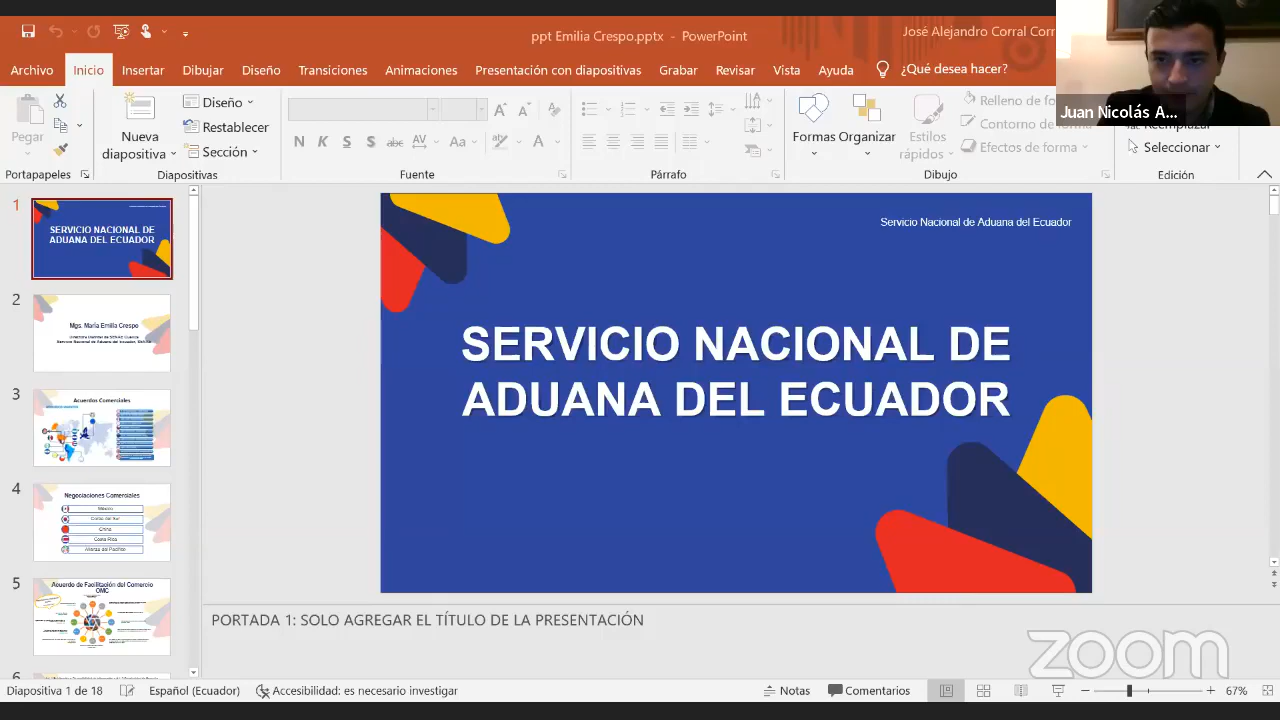 ppt Emilia Crespo.pptx - PowerPoint
José Alejandro Corral Corr
Archivo
Inicio
Insertar
Dibujar
Diseño
Transiciones
Animaciones
Presentación con diapositivas
Grabar
Revisar
Vista
Ayuda
¿Qué desea hacer?
Juan Nicolás A...
Pegar
Nueva
diapositiva
Diseño
Restablecer
Sección
N
K
S
S
abc
AV
Aa
A
Formas
Organizar
Estilos
rápidos
Relleno de fo
Contorno de forma
Efectos de forma
Reemplazar
Seleccionar
Portapapeles
Diapositivas
Fuente
Párrafo
Dibujo
Edición
1
SERVICIO NACIONAL DE
ADUANA DEL ECUADOR
2
Mgs. María Emilia Crespo
3
Acuerdos Comerciales
4
Negociaciones Comerciales
México
Corea del Sur
China
Costa Rica
Alianza del Pacífico
5
Acuerdo de Facilitación del Comercio
OMC
6
Servicio Nacional de Aduana del Ecuador
SERVICIO NACIONAL DE
ADUANA DEL ECUADOR
PORTADA 1: SOLO AGREGAR EL TÍTULO DE LA PRESENTACIÓN
zoom
Diapositiva 1 de 18
Español (Ecuador)
Accesibilidad: es necesario investigar
Notas
Comentarios
67%